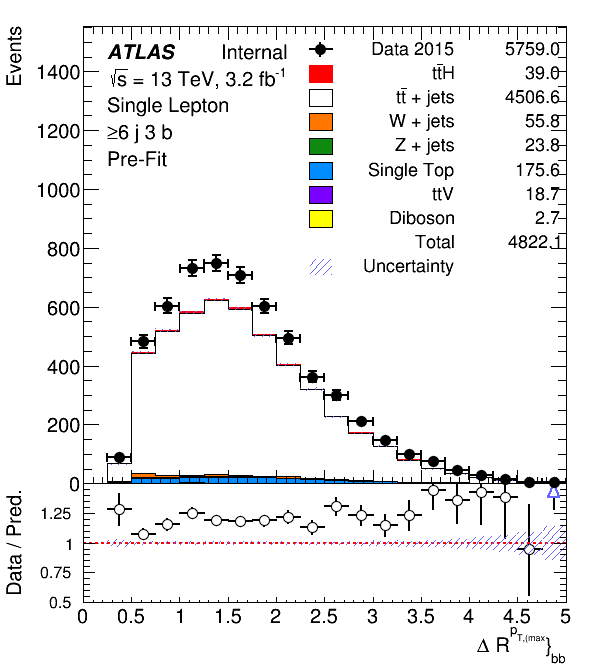 Events
1400
1200
1000
800
600
400
200
0
ATLAS Internal
√s = 13 TeV, 3.2 fb⁻¹
Single Lepton
≥6 j 3 b
Pre-Fit
Data 2015 5759.0
tt̄H 39.0
tt̄ + jets 4506.6
W + jets 55.8
Z + jets 23.8
Single Top 175.6
ttV 18.7
Diboson 2.7
Total 4822.1
Uncertainty
Data / Pred.
1.25
1
0.75
0.5
0 0.5 1 1.5 2 2.5 3 3.5 4 4.5 5
Δ R^{p_{T,(max}}}_{bb}